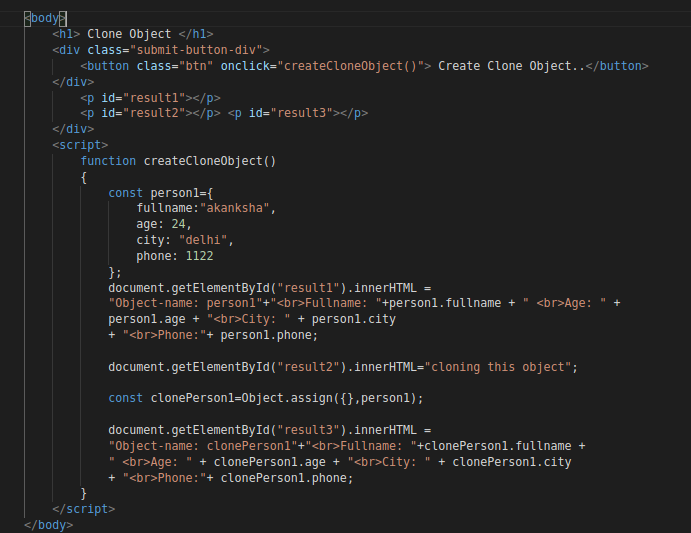 <body>
<h1> Clone Object </h1>
<div class="submit-button-div">
<button class="btn" onclick="createCloneObject()"> Create Clone Object..</button>
</div>
<p id="result1"></p>
<p id="result2"></p> <p id="result3"></p>
</div>
<script>
function createCloneObject()
{
const person1={
fullname:"akanksha",
age: 24,
city: "delhi",
phone: 1122
};
document.getElementById("result1").innerHTML =
"Object-name: person1"+"<br>Fullname: "+person1.fullname + " <br>Age: " +
person1.age + "<br>City: " + person1.city
+ "<br>Phone:"+ person1.phone;
document.getElementById("result2").innerHTML="cloning this object";
const clonePerson1=Object.assign({},person1);
document.getElementById("result3").innerHTML =
"Object-name: clonePerson1"+"<br>Fullname: "+clonePerson1.fullname +
" <br>Age: " + clonePerson1.age + "<br>City: " + clonePerson1.city
+ "<br>Phone:"+ clonePerson1.phone;
}
</script>
</body>